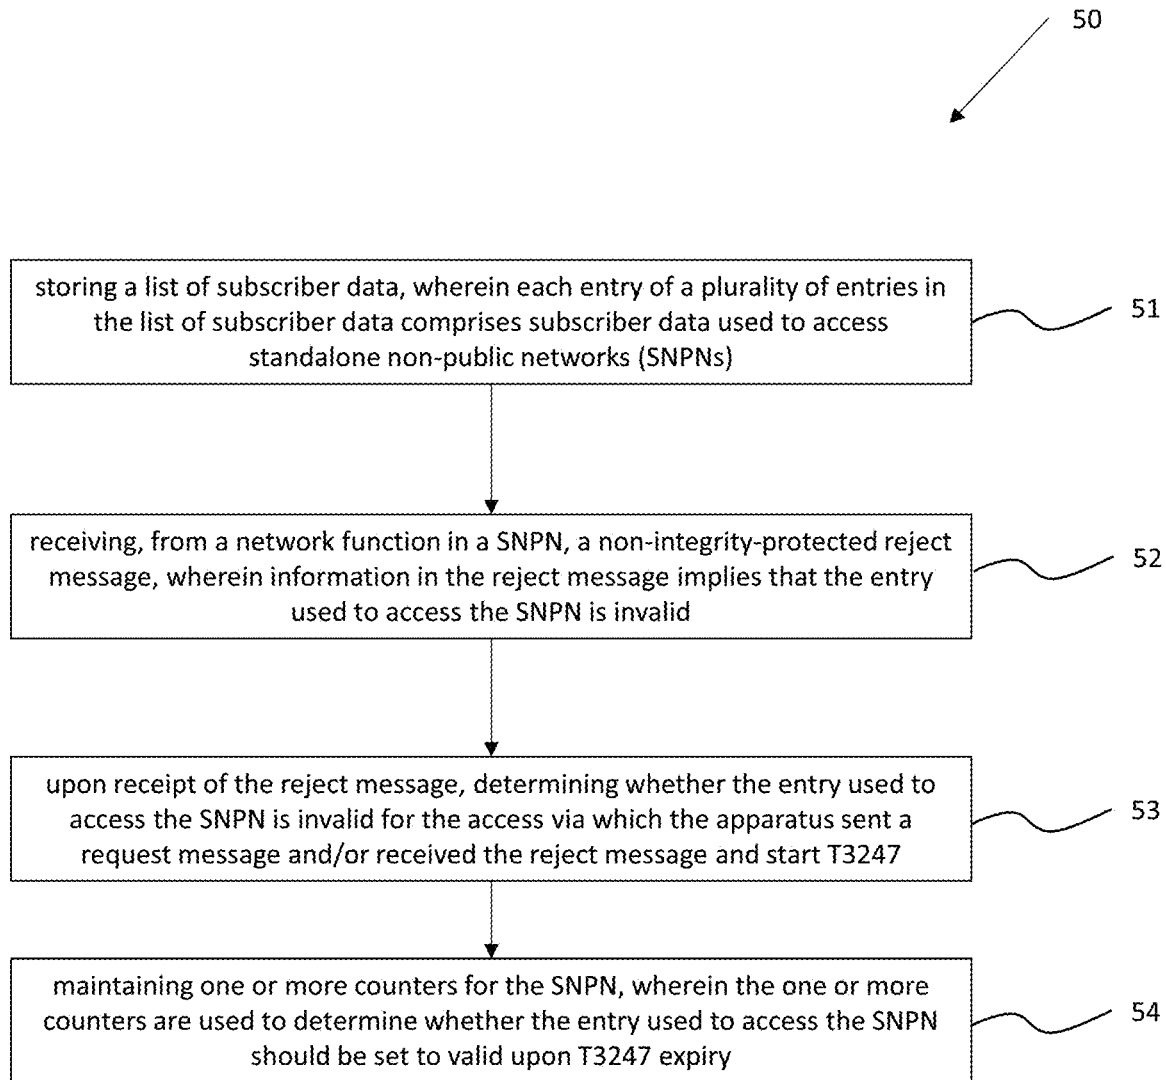 50
storing a list of subscriber data, wherein each entry of a plurality of entries in
the list of subscriber data comprises subscriber data used to access
standalone non-public networks (SNPNs)
51
receiving, from a network function in a SNPN, a non-integrity-protected reject
message, wherein information in the reject message implies that the entry
used to access the SNPN is invalid
52
upon receipt of the reject message, determining whether the entry used to
access the SNPN is invalid for the access via which the apparatus sent a
request message and/or received the reject message and start T3247
53
maintaining one or more counters for the SNPN, wherein the one or more
counters are used to determine whether the entry used to access the SNPN
should be set to valid upon T3247 expiry
54